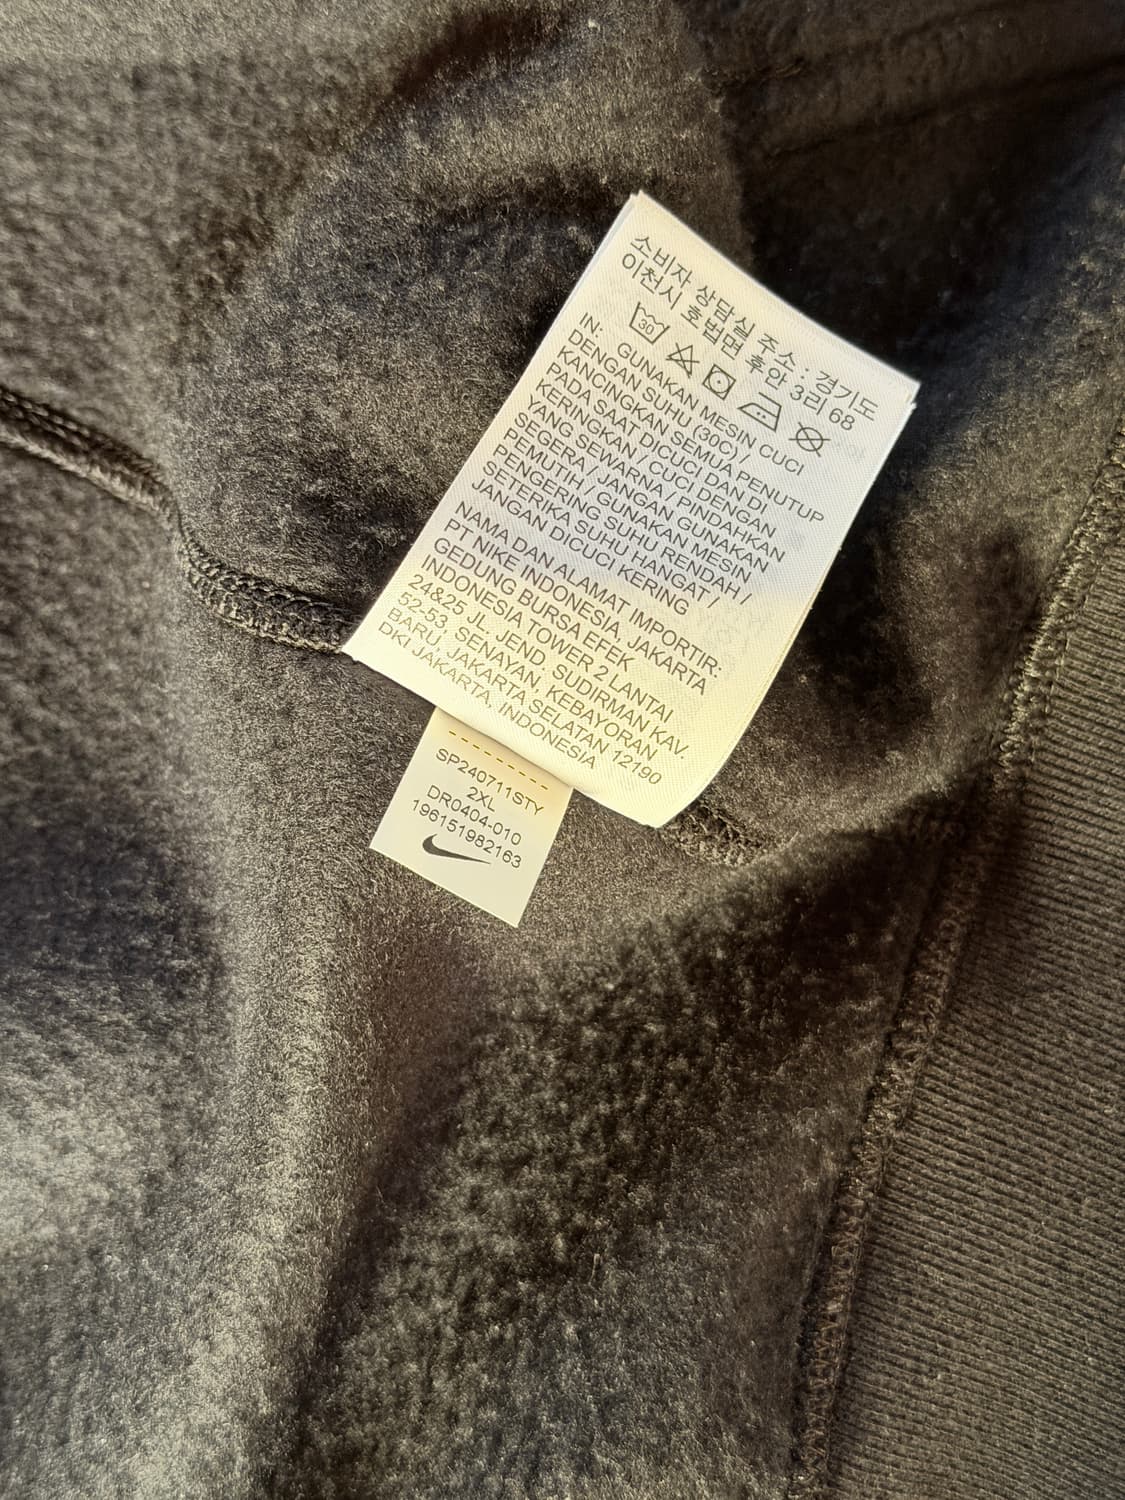 소비자 상담실 주소 : 경기도
이천시 호법면 후안 3리 68
30
IN: GUNAKAN MESIN CUCI
DENGAN SUHU (30C) /
KANCINGKAN SEMUA PENUTUP
PADA SAAT DICUCI DAN DI
KERINGKAN / CUCI DENGAN
YANG SEWARNA / PINDAHKAN
SEGERA / JANGAN GUNAKAN
PEMUTIH / GUNAKAN MESIN
PENGERING SUHU RENDAH /
SETERIKA SUHU HANGAT /
JANGAN DICUCI KERING
NAMA DAN ALAMAT IMPORTIR:
PT NIKE INDONESIA, JAKARTA
GEDUNG BURSA EFEK
INDONESIA TOWER 2 LANTAI
24&25 JL. JEND. SUDIRMAN KAV.
52-53, SENAYAN, KEBAYORAN
BARU, JAKARTA SELATAN 12190
DKI JAKARTA, INDONESIA
SP240711STY
2XL
DR0404-010
196151982163